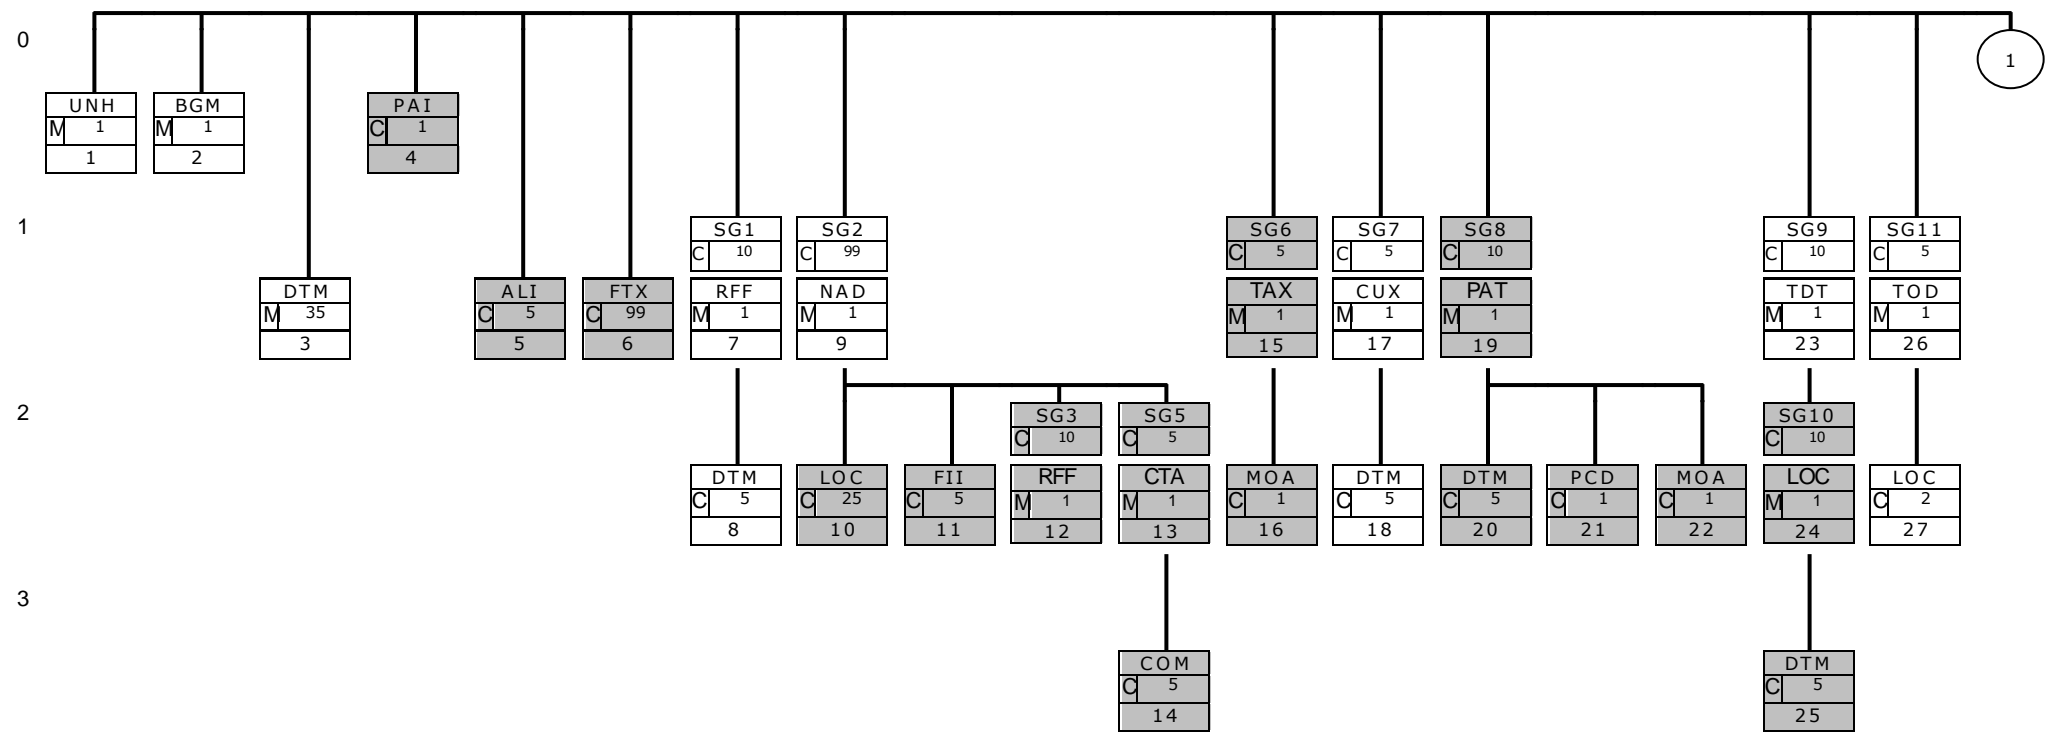 0
1
UNH
M 1
1
BGM
M 1
2
PAI
C 1
4
1
SG1
C 10
SG2
C 99
SG6
C 5
SG7
C 5
SG8
C 10
SG9
C 10
SG11
C 5
DTM
M 35
3
ALI
C 5
5
FTX
C 99
6
RFF
M 1
7
NAD
M 1
9
TAX
M 1
15
CUX
M 1
17
PAT
M 1
19
TDT
M 1
23
TOD
M 1
26
2
SG3
C 10
SG5
C 5
SG10
C 10
DTM
C 5
8
LOC
C 25
10
FII
C 5
11
RFF
M 1
12
CTA
M 1
13
MOA
C 1
16
DTM
C 5
18
DTM
C 5
20
PCD
C 1
21
MOA
C 1
22
LOC
M 1
24
LOC
C 2
27
3
COM
C 5
14
DTM
C 5
25